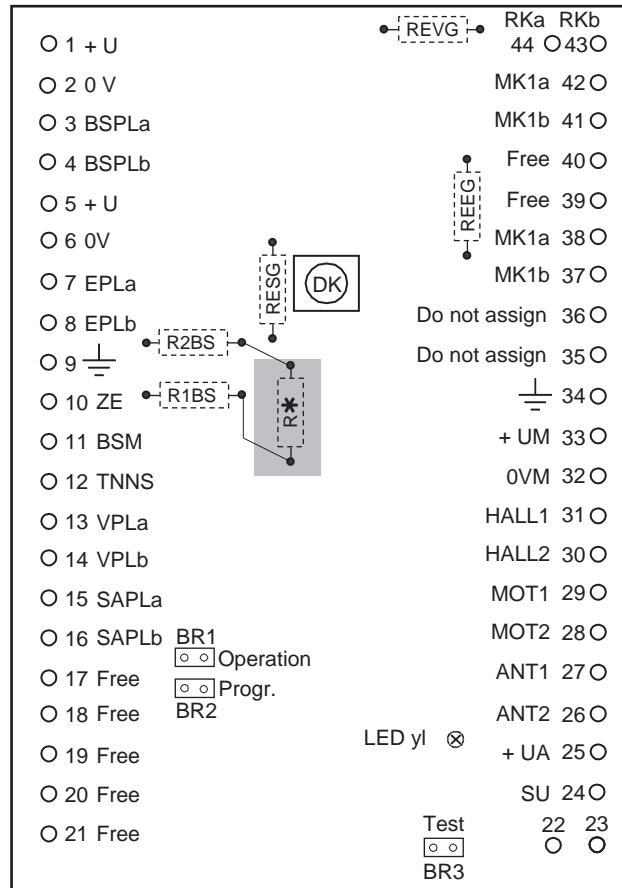 1 + U
2 0 V
3 BSPLa
4 BSPLb
5 + U
6 0V
7 EPLa
8 EPLb
9
10 ZE
11 BSM
12 TNNS
13 VPLa
14 VPLb
15 SAPLa
16 SAPLb
17 Free
18 Free
19 Free
20 Free
21 Free
R2BS
R1BS
RESG
DK
R*
BR1
Operation
Progr.
BR2
REVG
REEG
RKa RKb
44 43
MK1a 42
MK1b 41
Free 40
Free 39
MK1a 38
MK1b 37
Do not assign 36
Do not assign 35
34
+ UM 33
0VM 32
HALL1 31
HALL2 30
MOT1 29
MOT2 28
ANT1 27
ANT2 26
LED yl
+ UA 25
SU 24
Test
22 23
BR3